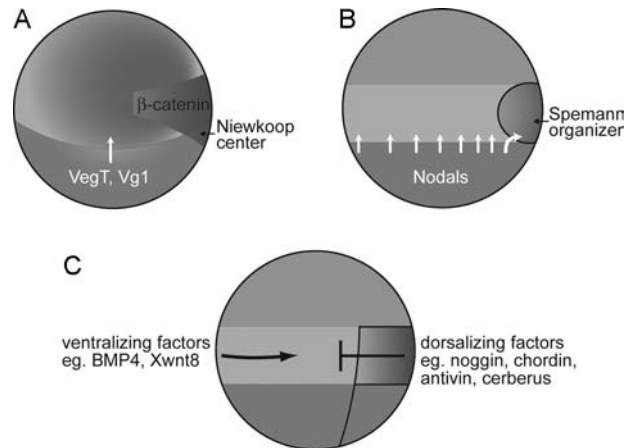 A
β-catenin
Niewkoop
center
VegT, Vg1
B
Spemann
organizer
Nodals
C
ventralizing factors
eg. BMP4, Xwnt8
dorsalizing factors
eg. noggin, chordin,
antivin, cerberus